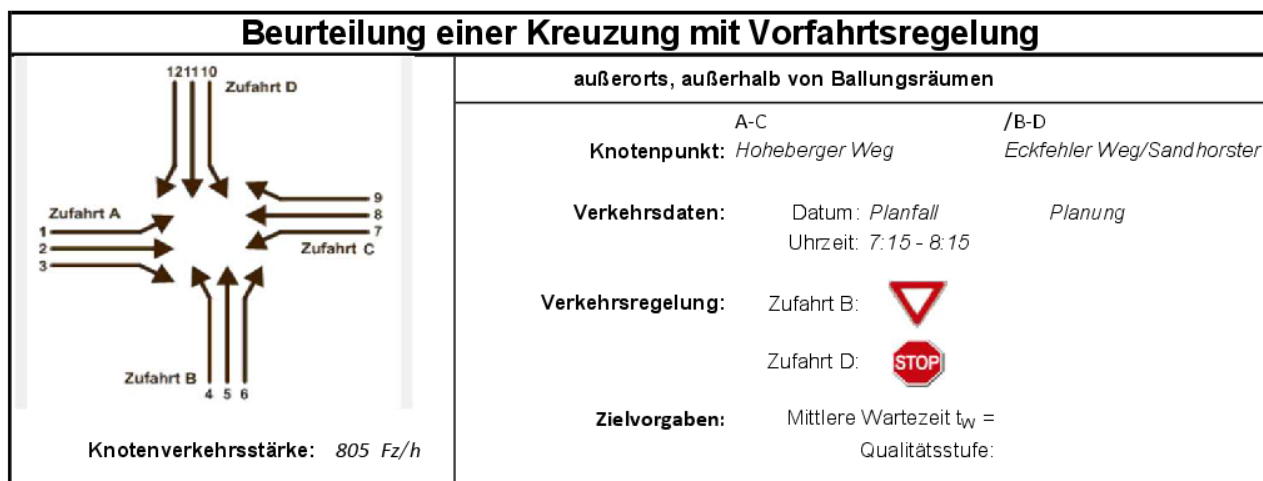 Beurteilung einer Kreuzung mit Vorfahrtsregelung
121110
Zufahrt D
Zufahrt A
1
2
3
9
8
7
Zufahrt C
Zufahrt B
4 5 6
Knotenverkehrsstärke: 805 Fz/h
außerorts, außerhalb von Ballungsräumen
A-C /B-D
Knotenpunkt: Hoheberger Weg Eckfehler Weg/Sandhorster
Verkehrsdaten: Datum: Planfall Planung
Uhrzeit: 7:15 - 8:15
Verkehrsregelung: Zufahrt B:
Zufahrt D: STOP
Zielvorgaben: Mittlere Wartezeit tW =
Qualitätsstufe: